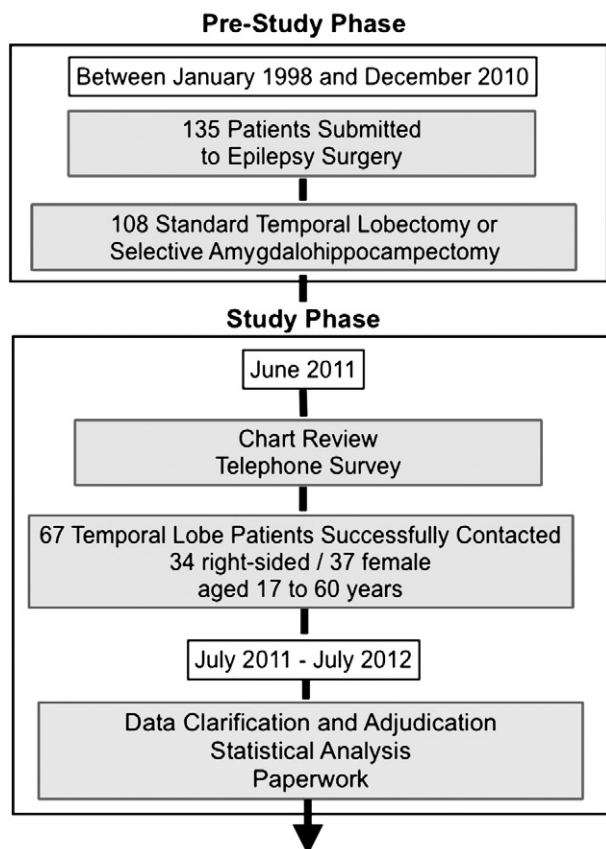 Pre-Study Phase
Between January 1998 and December 2010
135 Patients Submitted
to Epilepsy Surgery
108 Standard Temporal Lobectomy or
Selective Amygdalohippocampectomy
Study Phase
June 2011
Chart Review
Telephone Survey
67 Temporal Lobe Patients Successfully Contacted
34 right-sided / 37 female
aged 17 to 60 years
July 2011 - July 2012
Data Clarification and Adjudication
Statistical Analysis
Paperwork